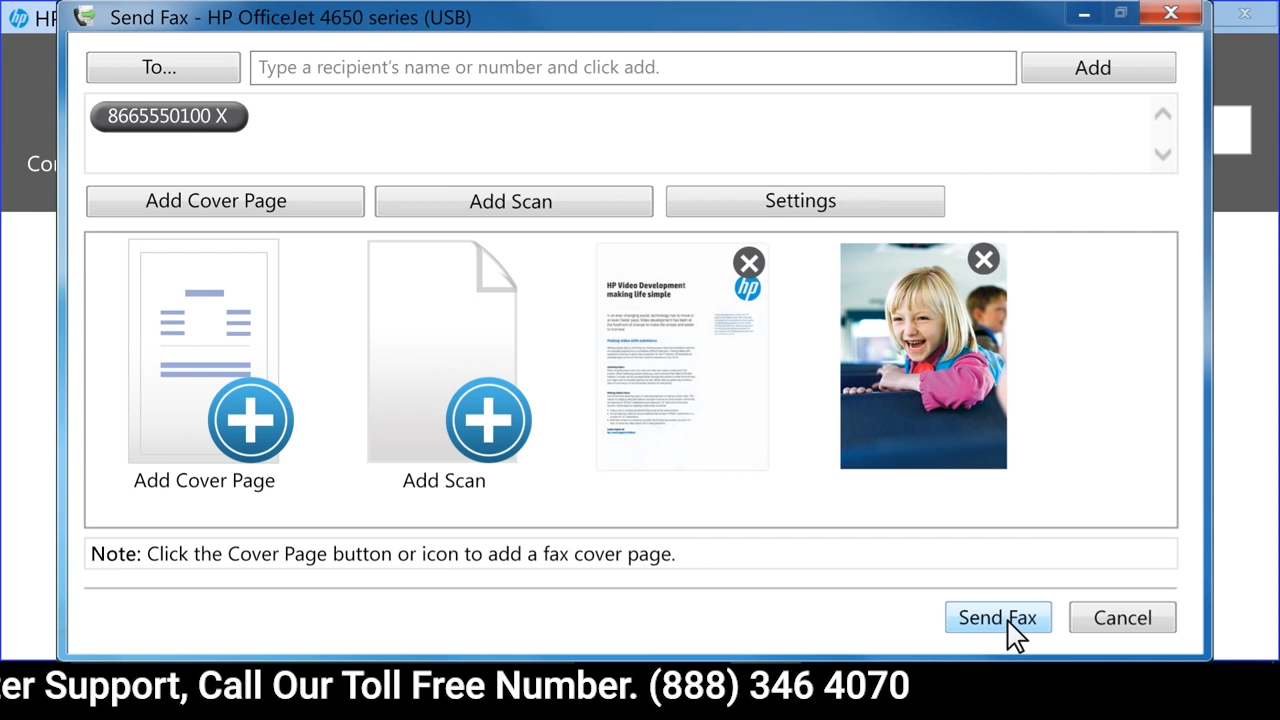 HP
Send Fax - HP OfficeJet 4650 series (USB)
To...
Type a recipient's name or number and click add.
Add
8665550100 X
Add Cover Page
Add Scan
Settings
HP Video Development
making life simple
hp
Add Cover Page
Add Scan
Note: Click the Cover Page button or icon to add a fax cover page.
Send Fax
Cancel
ter Support, Call Our Toll Free Number. (888) 346 4070